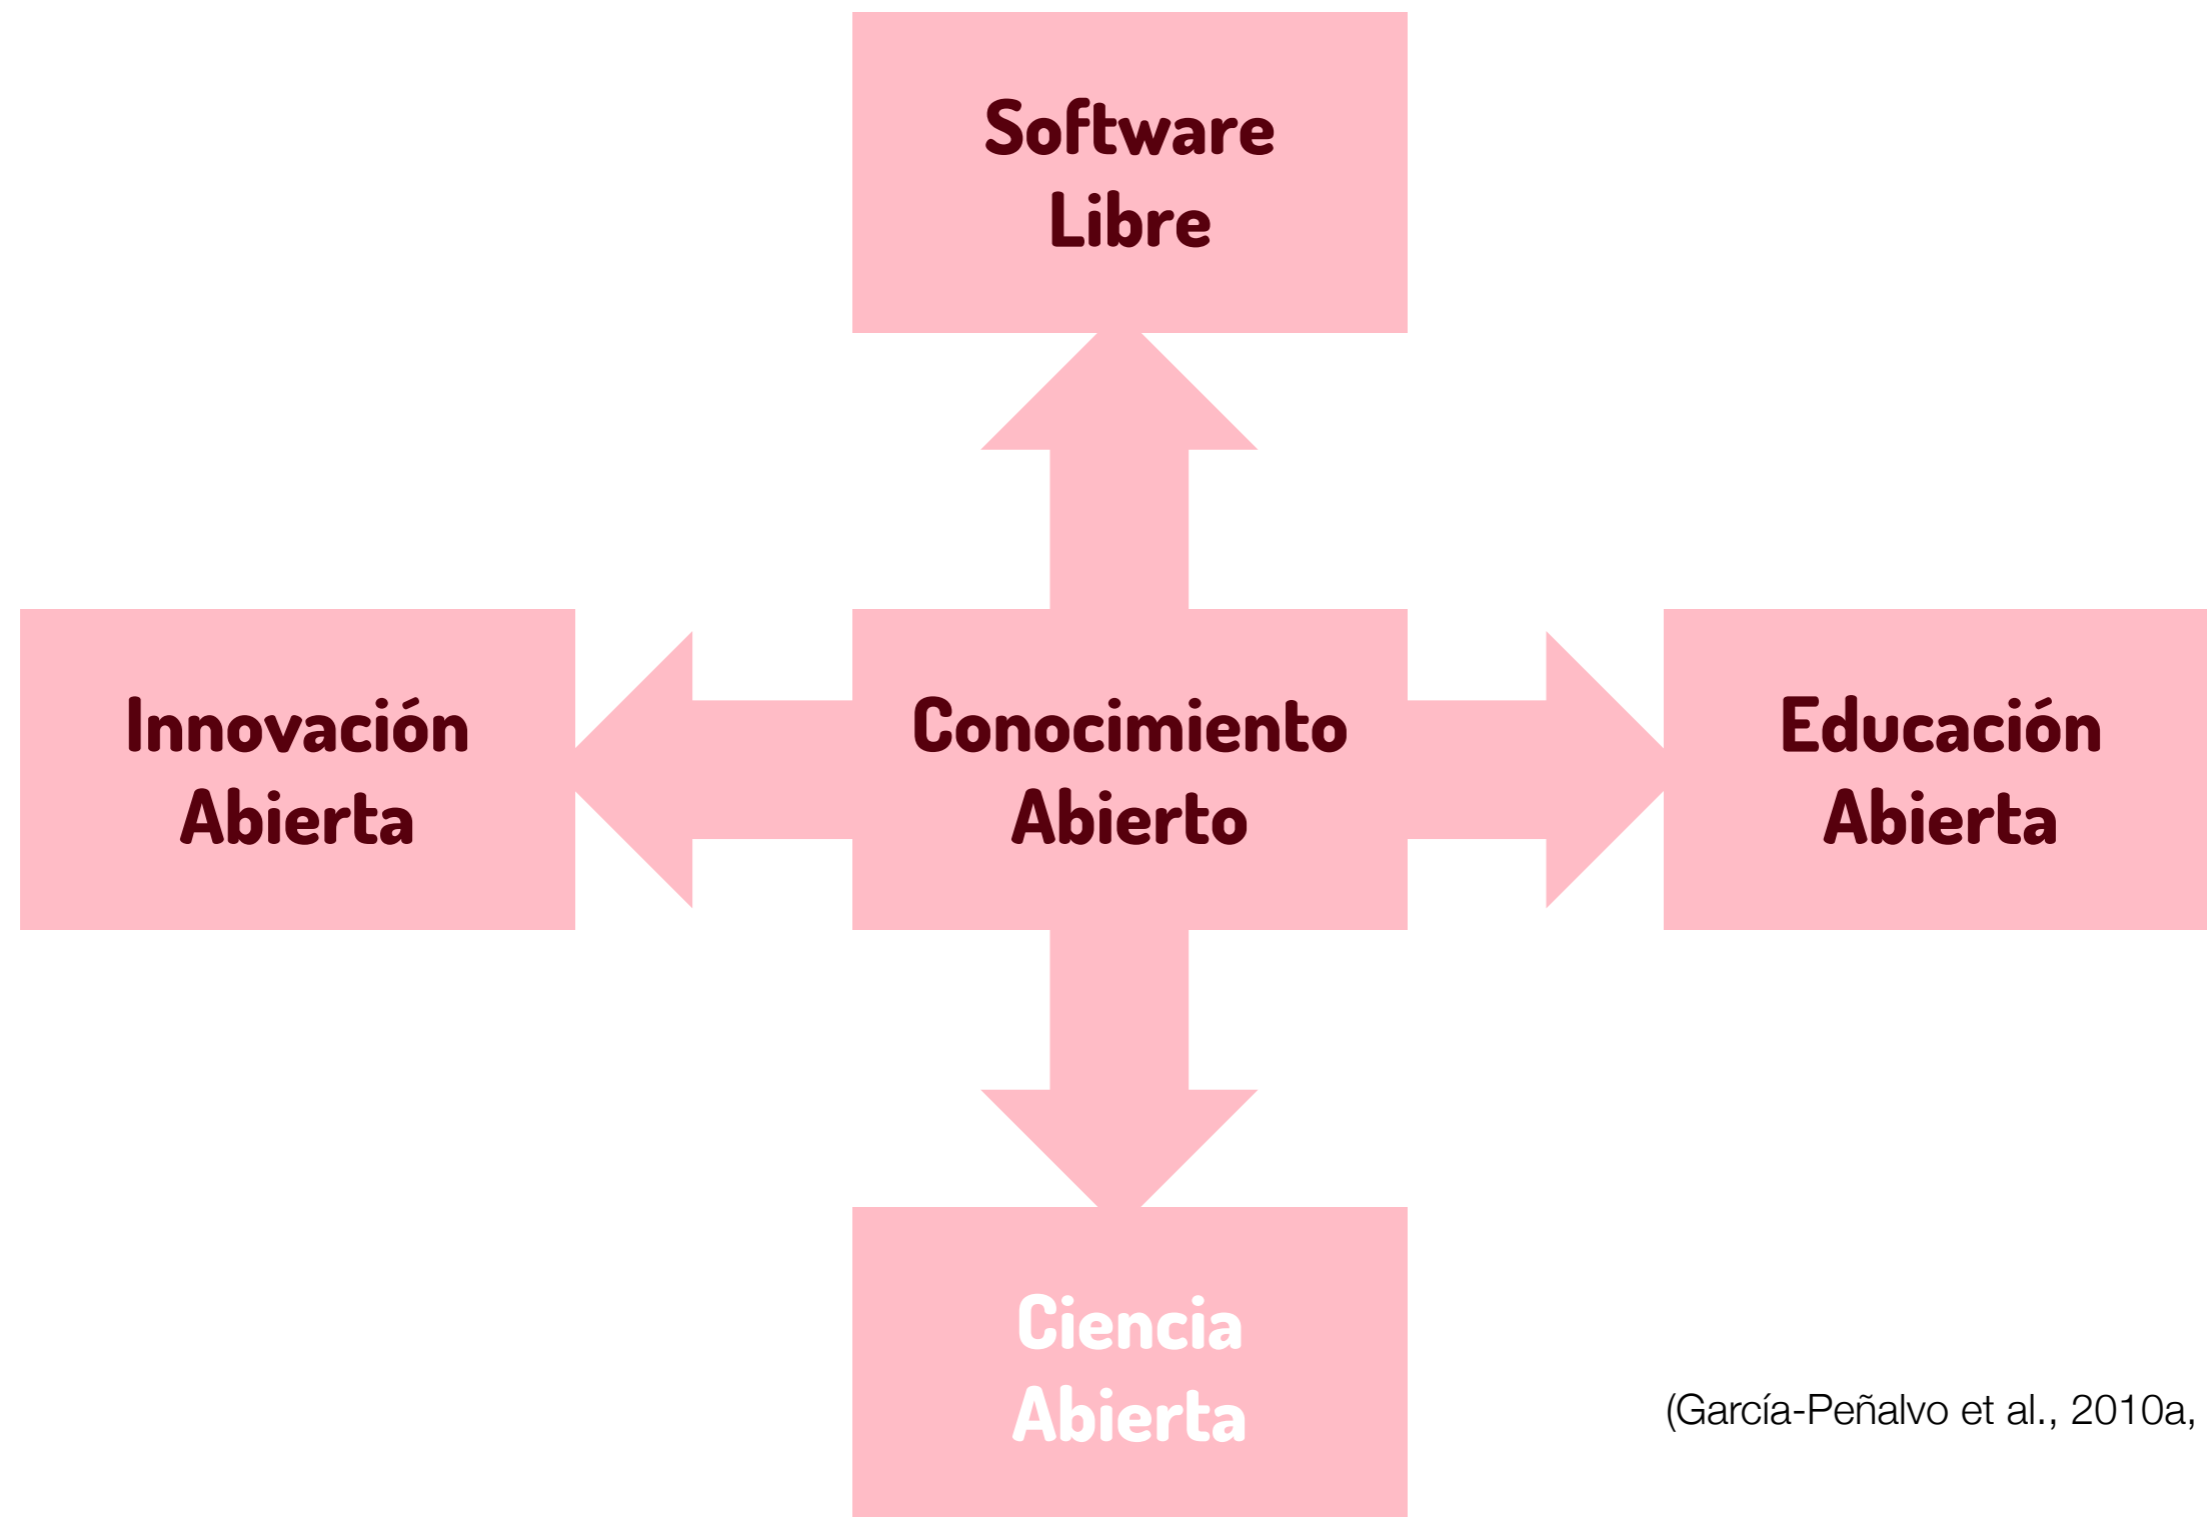 Software
Libre
Innovación
Abierta
Conocimiento
Abierto
Educación
Abierta
Ciencia
Abierta
(García-Peñalvo et al., 2010a,